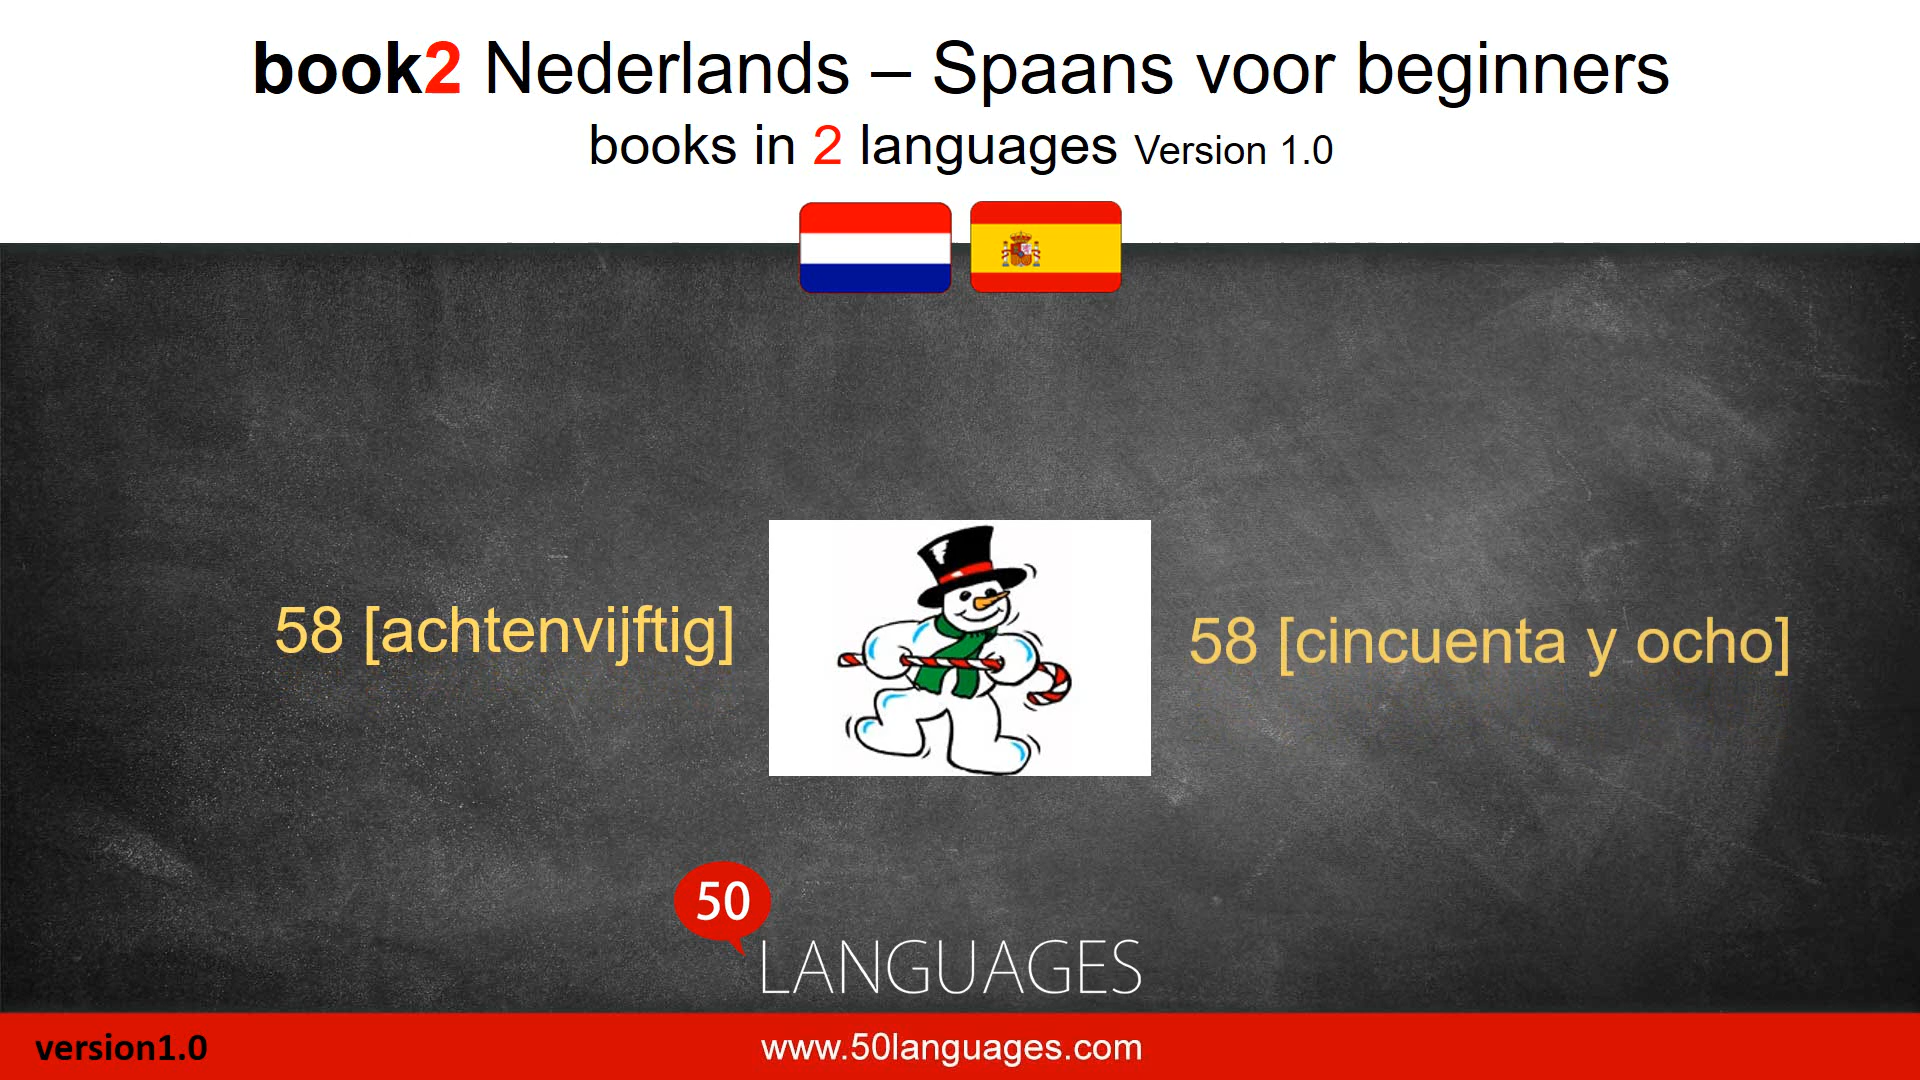 book2 Nederlands – Spaans voor beginners
books in 2 languages Version 1.0
58 [achtenvijftig]
58 [cincuenta y ocho]
50
LANGUAGES
version1.0
www.50languages.com